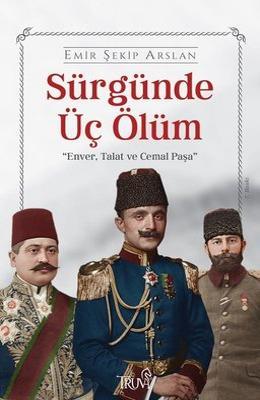 Emir Şekip Arslan
Sürgünde
Üç Ölüm
“Enver, Talat ve Cemal Paşa”
TRUVA